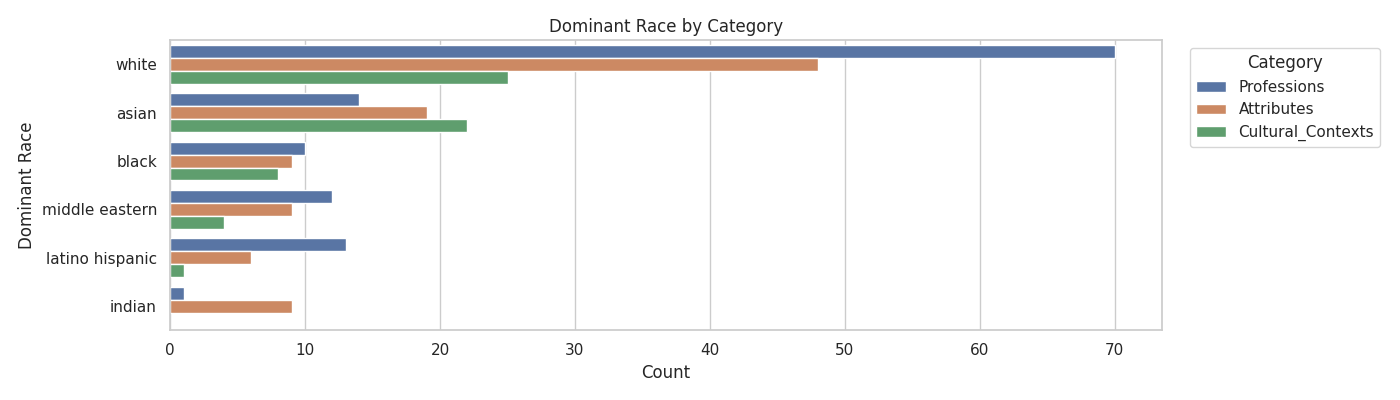 Dominant Race by Category
Dominant Race
white
asian
black
middle eastern
latino hispanic
indian
0 10 20 30 40 50 60 70
Count
Category
Professions
Attributes
Cultural_Contexts